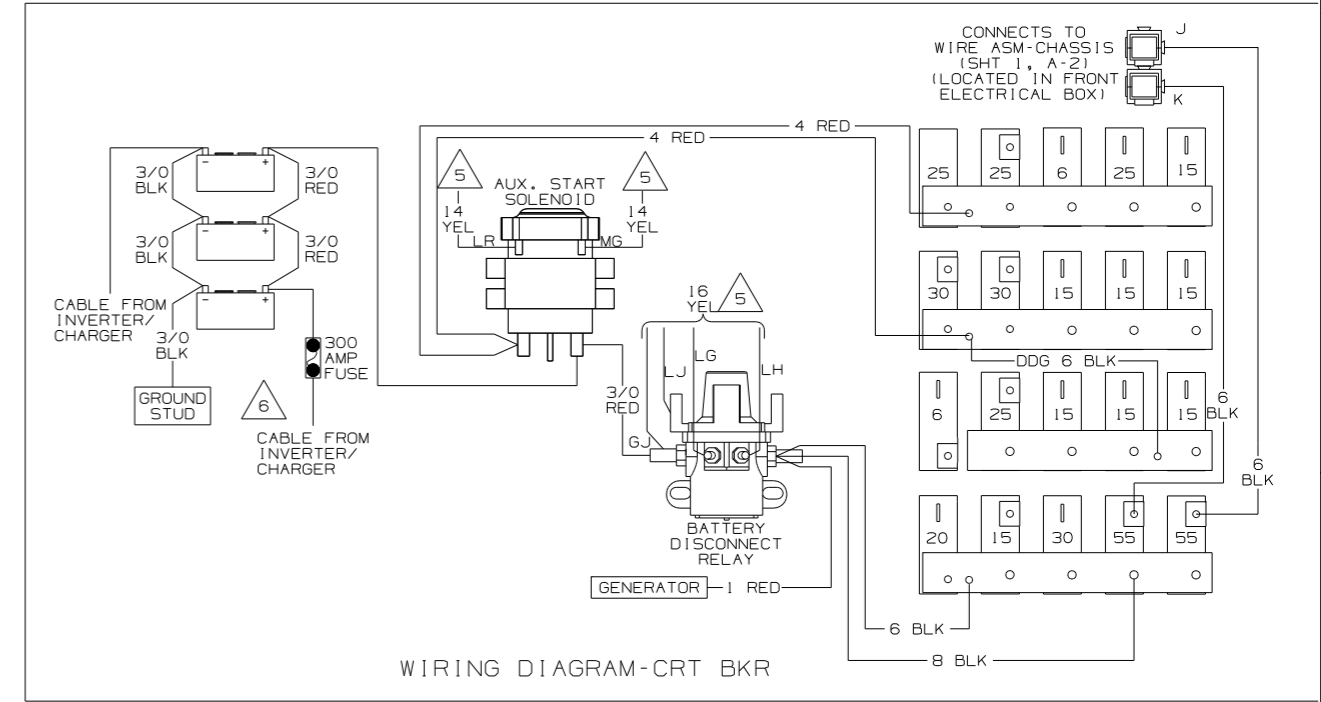 CONNECTS TO
WIRE ASM-CHASSIS
(SHT 1, A-2)
(LOCATED IN FRONT
ELECTRICAL BOX)
J
K
4 RED
4 RED
3/0
BLK
3/0
RED
3/0
BLK
3/0
RED
- +
- +
- +
CABLE FROM
INVERTER/
CHARGER
3/0
BLK
GROUND
STUD
300
AMP
FUSE
6
CABLE FROM
INVERTER/
CHARGER
5
5
AUX. START
SOLENOID
14
YEL
14
YEL
LR
MG
16
YEL
5
LG
LJ
LH
3/0
RED
GJ
BATTERY
DISCONNECT
RELAY
GENERATOR
1 RED
25 25 6 25 15
30 30 15 15 15
DDG 6 BLK
6 25 15 15 15
6
BLK
6
BLK
20 15 30 55 55
6 BLK
8 BLK
WIRING DIAGRAM-CRT BKR